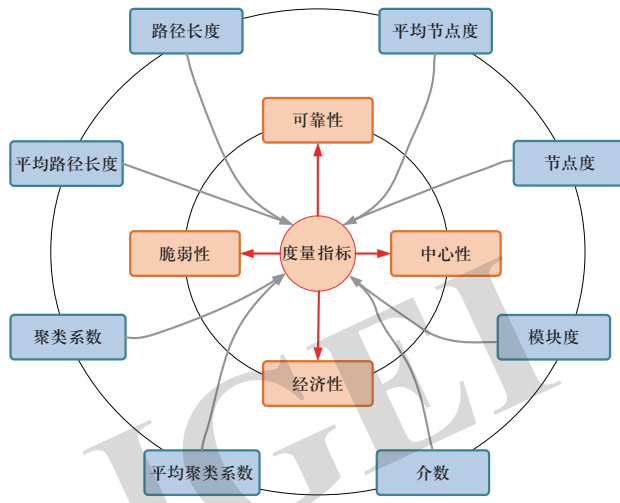 路径长度
平均节点度
可靠性
平均路径长度
节点度
脆弱性
度量指标
中心性
聚类系数
模块度
经济性
平均聚类系数
介数
IGEI